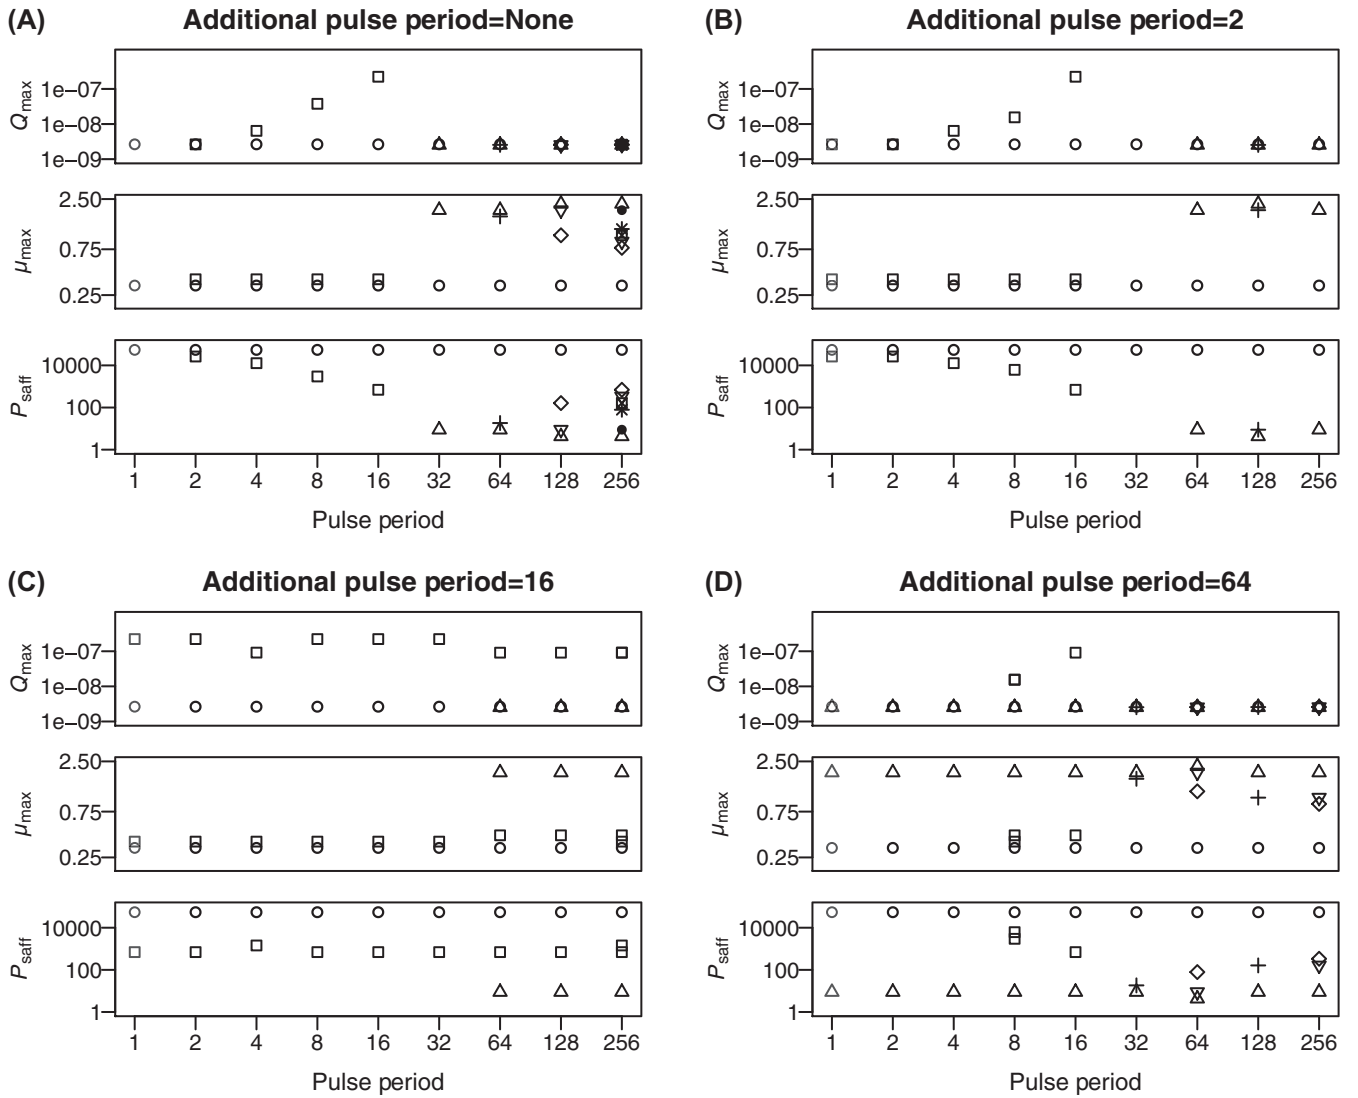 (A) Additional pulse period=None
Qmax
1e−07
1e−08
1e−09
μmax
2.50
0.75
0.25
Psaff
10000
100
1
1 2 4 8 16 32 64 128 256
Pulse period
(B) Additional pulse period=2
Qmax
1e−07
1e−08
1e−09
μmax
2.50
0.75
0.25
Psaff
10000
100
1
1 2 4 8 16 32 64 128 256
Pulse period
(C) Additional pulse period=16
Qmax
1e−07
1e−08
1e−09
μmax
2.50
0.75
0.25
Psaff
10000
100
1
1 2 4 8 16 32 64 128 256
Pulse period
(D) Additional pulse period=64
Qmax
1e−07
1e−08
1e−09
μmax
2.50
0.75
0.25
Psaff
10000
100
1
1 2 4 8 16 32 64 128 256
Pulse period